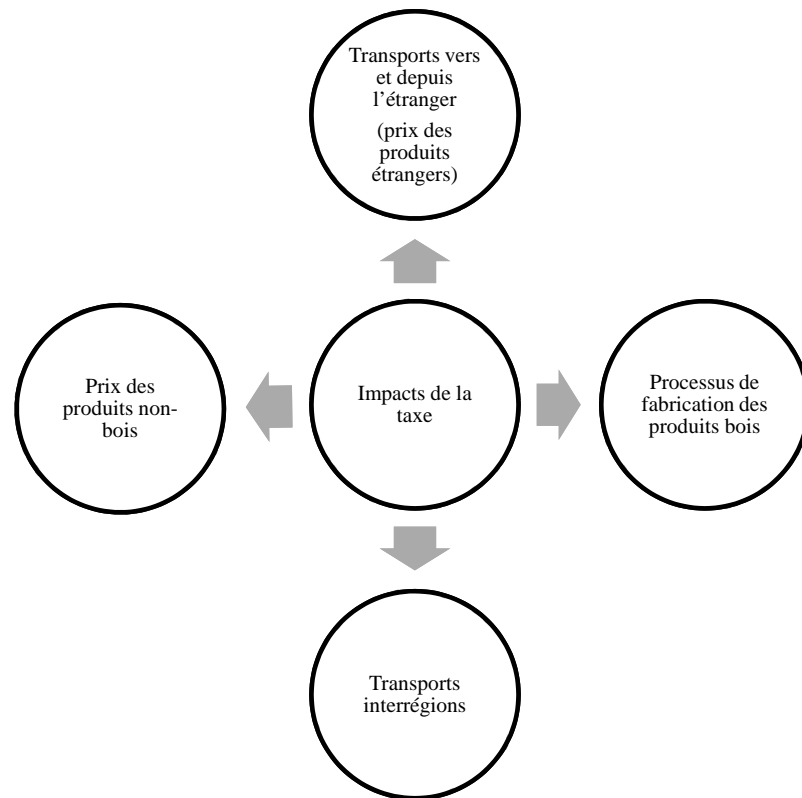 Transports vers
et depuis
l’étranger
(prix des
produits
étrangers)
Prix des
produits non-
bois
Impacts de la
taxe
Processus de
fabrication des
produits bois
Transports
interrégions